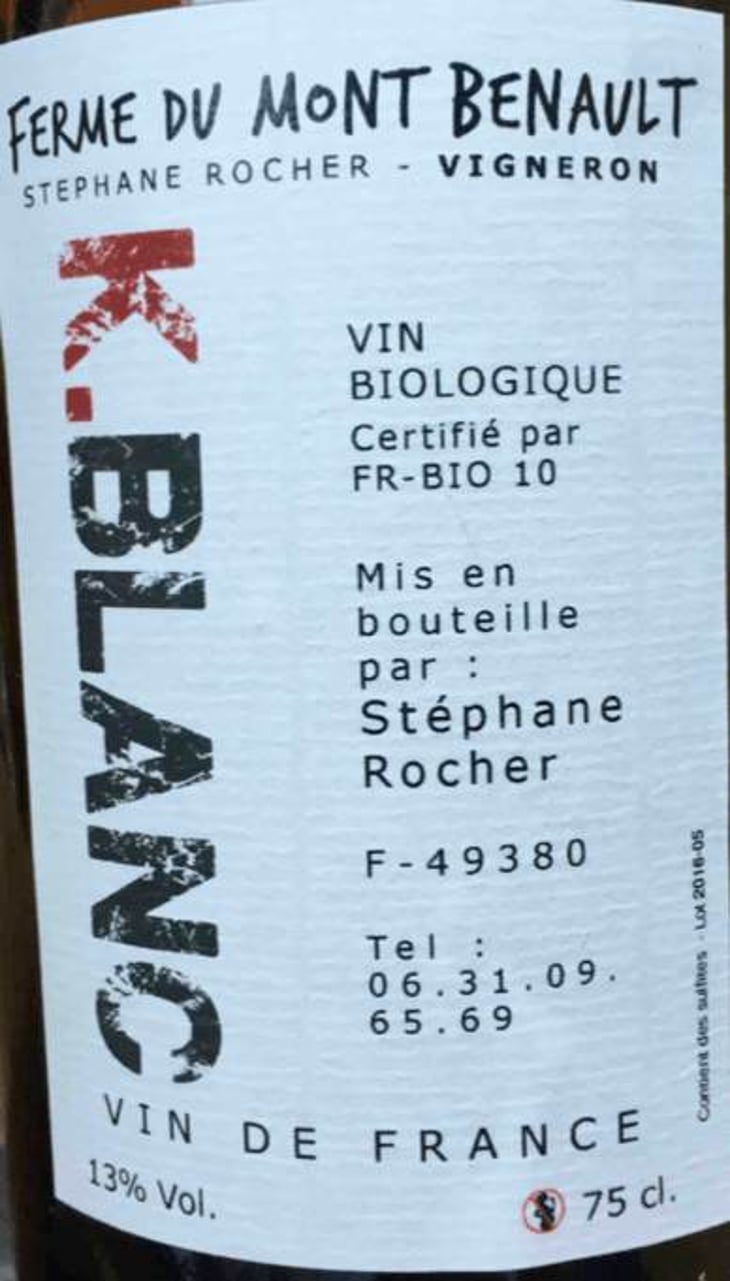 FERME DU MONT BENAULT
STEPHANE ROCHER - VIGNERON
K.BLANC
VIN
BIOLOGIQUE
Certifié par
FR-BIO 10
Mis en
bouteille
par :
Stéphane
Rocher
F-49380
Tel :
06.31.09.
65.69
Contient des sulfites - Lot 2016-05
VIN DE FRANCE
13% Vol.
75 cl.